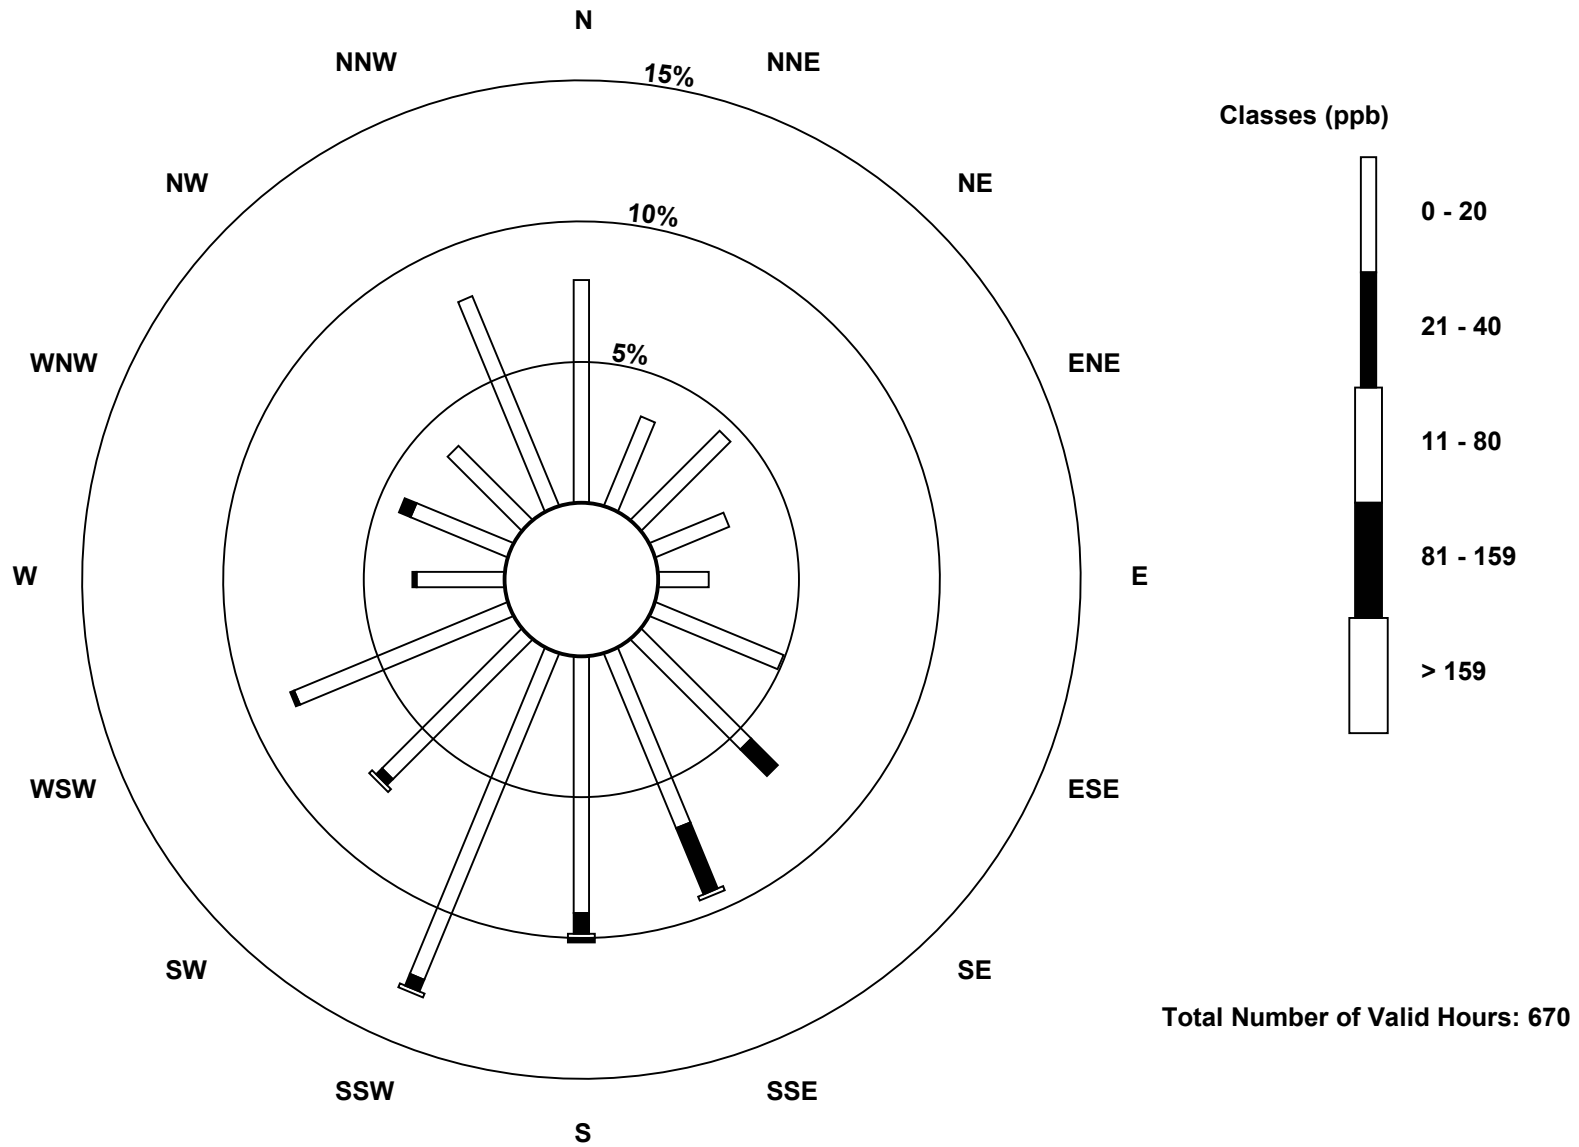 N
NNW
NNE
15%
Classes (ppb)
NW
NE
0 - 20
10%
21 - 40
5%
WNW
ENE
11 - 80
81 - 159
W
E
> 159
WSW
ESE
SW
SE
Total Number of Valid Hours: 670
SSW
SSE
S